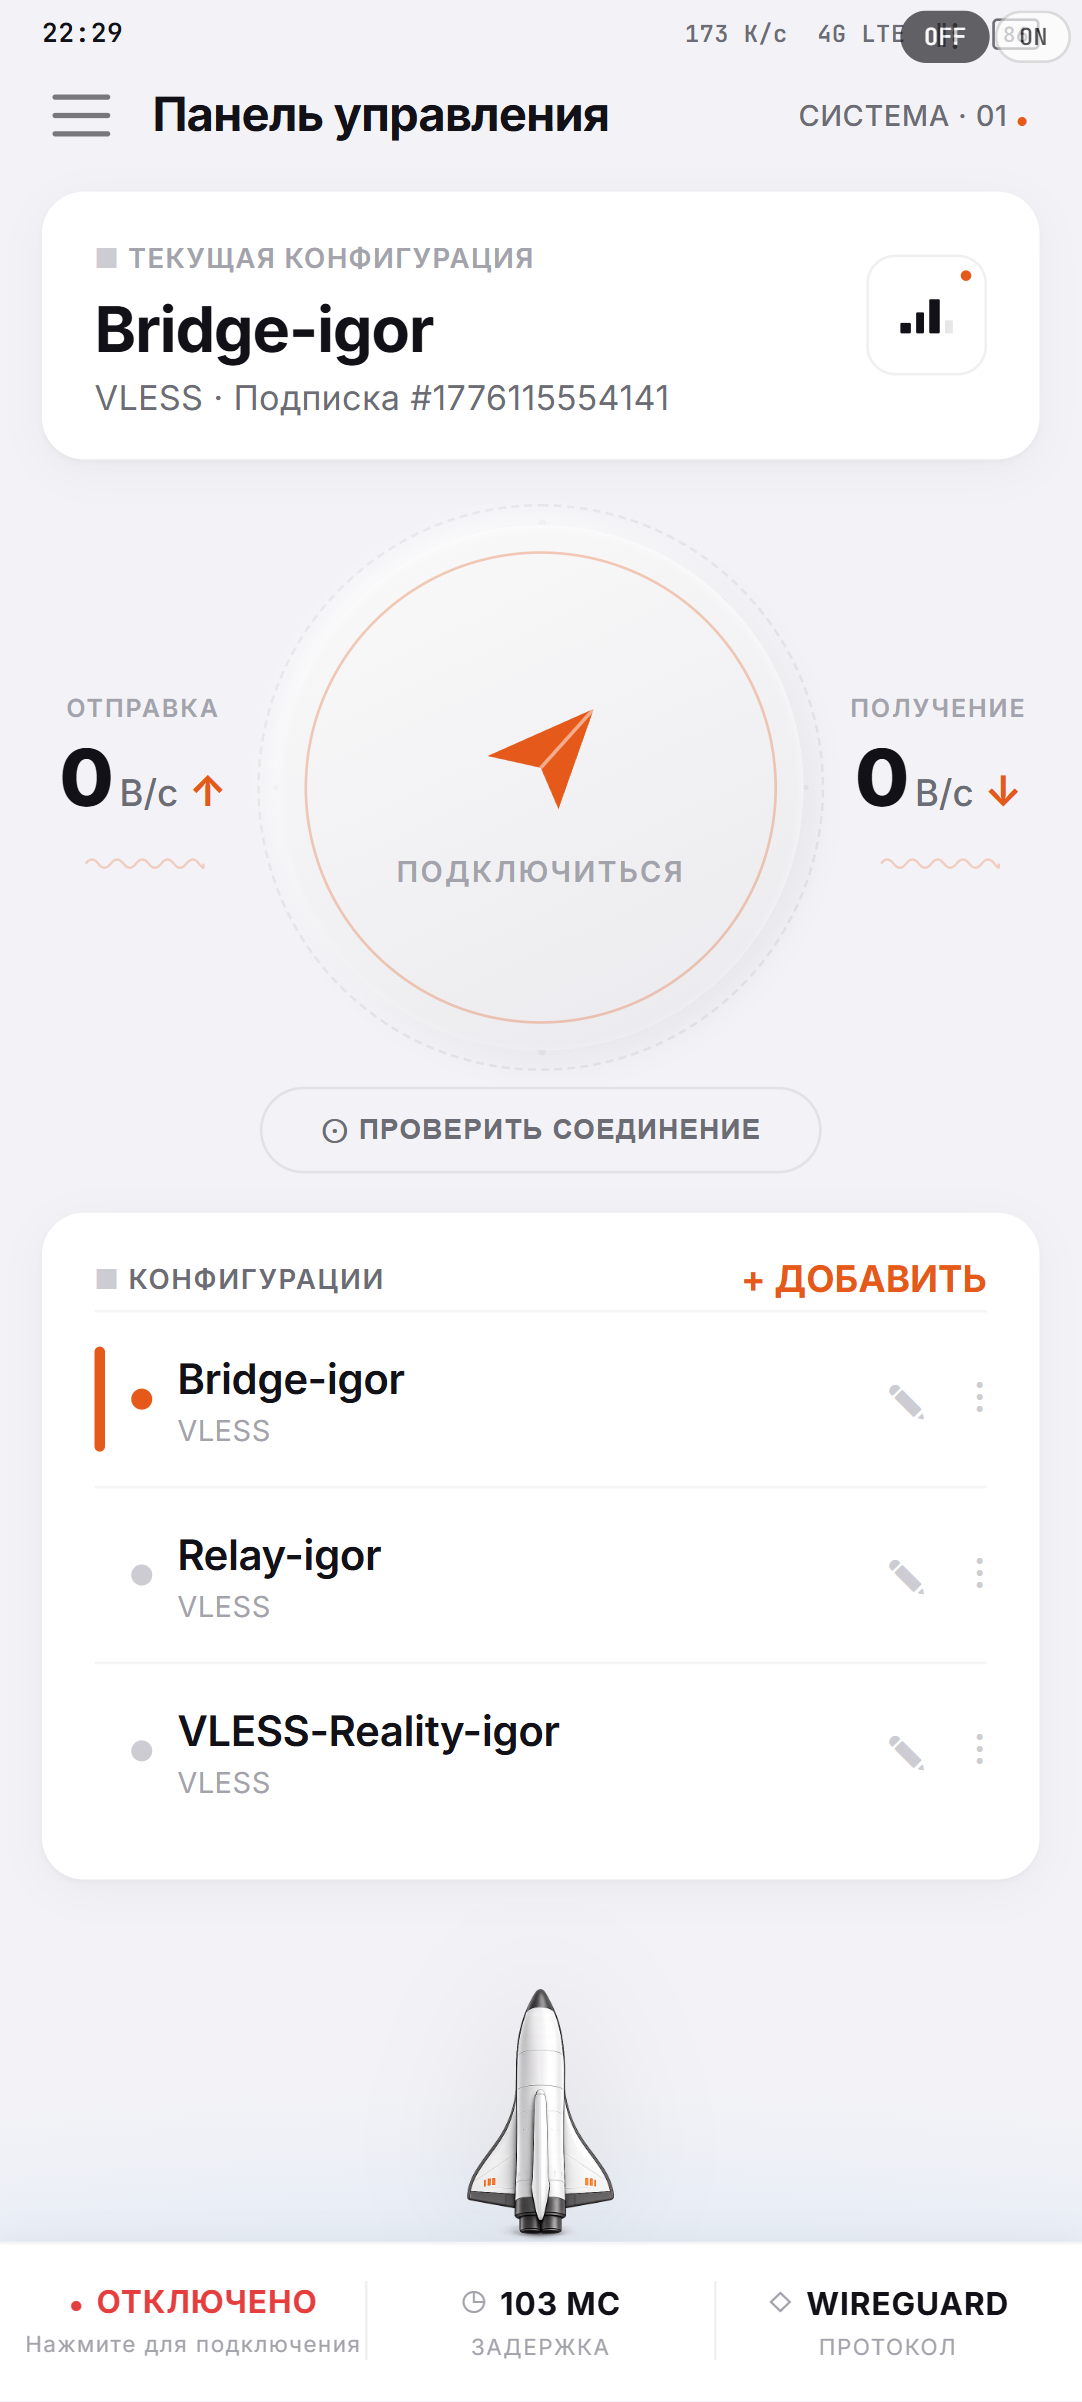 22:29
173 K/c 4G LTE OFF ON
Панель управления
СИСТЕМА · 01
ТЕКУЩАЯ КОНФИГУРАЦИЯ
Bridge-igor
VLESS · Подписка #1776115554141
ОТПРАВКА
0 B/c ↑
ПОЛУЧЕНИЕ
0 B/c ↓
ПОДКЛЮЧИТЬСЯ
ПРОВЕРИТЬ СОЕДИНЕНИЕ
КОНФИГУРАЦИИ
+ ДОБАВИТЬ
Bridge-igor
VLESS
Relay-igor
VLESS
VLESS-Reality-igor
VLESS
ОТКЛЮЧЕНО
Нажмите для подключения
103 МС
ЗАДЕРЖКА
WIREGUARD
ПРОТОКОЛ